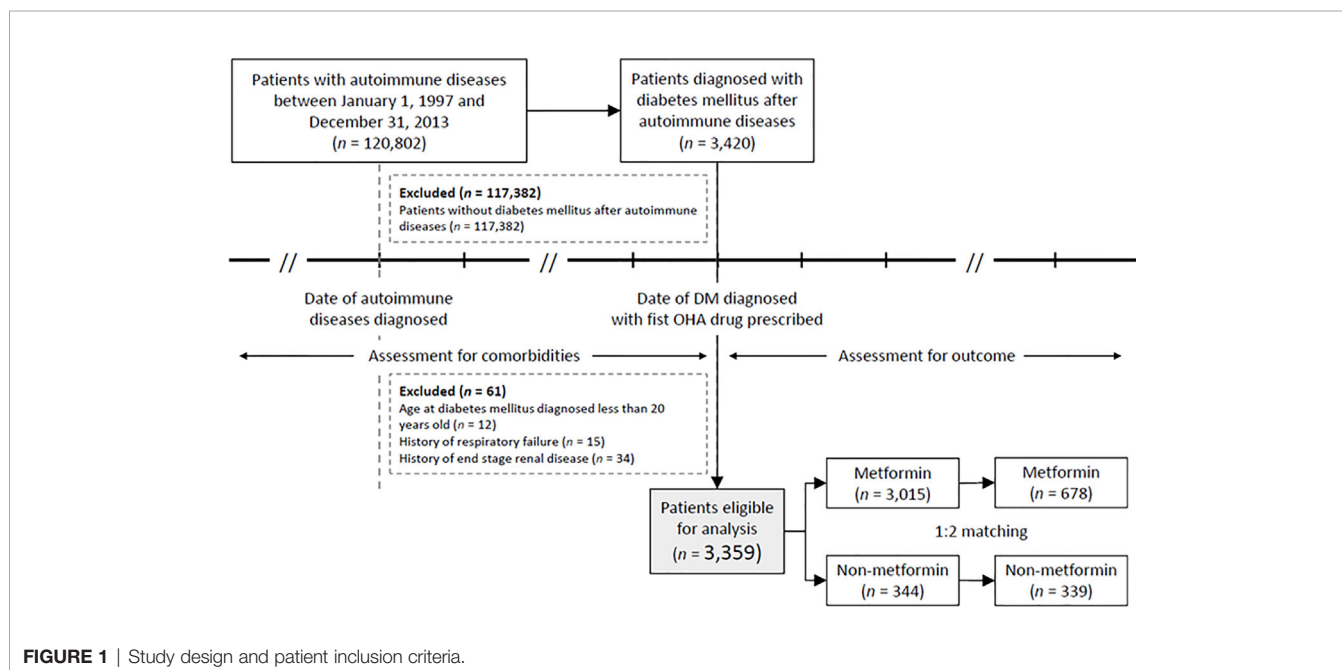 Patients with autoimmune diseases
between January 1, 1997 and
December 31, 2013
(n = 120,802)
Patients diagnosed with
diabetes mellitus after
autoimmune diseases
(n = 3,420)
Excluded (n = 117,382)
Patients without diabetes mellitus after autoimmune
diseases (n = 117,382)
//
//
//
Date of autoimmune
diseases diagnosed
Date of DM diagnosed
with fist OHA drug prescribed
Assessment for comorbidities
Assessment for outcome
Excluded (n = 61)
Age at diabetes mellitus diagnosed less than 20
years old (n = 12)
History of respiratory failure (n = 15)
History of end stage renal disease (n = 34)
Patients eligible
for analysis
(n = 3,359)
Metformin
(n = 3,015)
Metformin
(n = 678)
1:2 matching
Non-metformin
(n = 344)
Non-metformin
(n = 339)
FIGURE 1 | Study design and patient inclusion criteria.